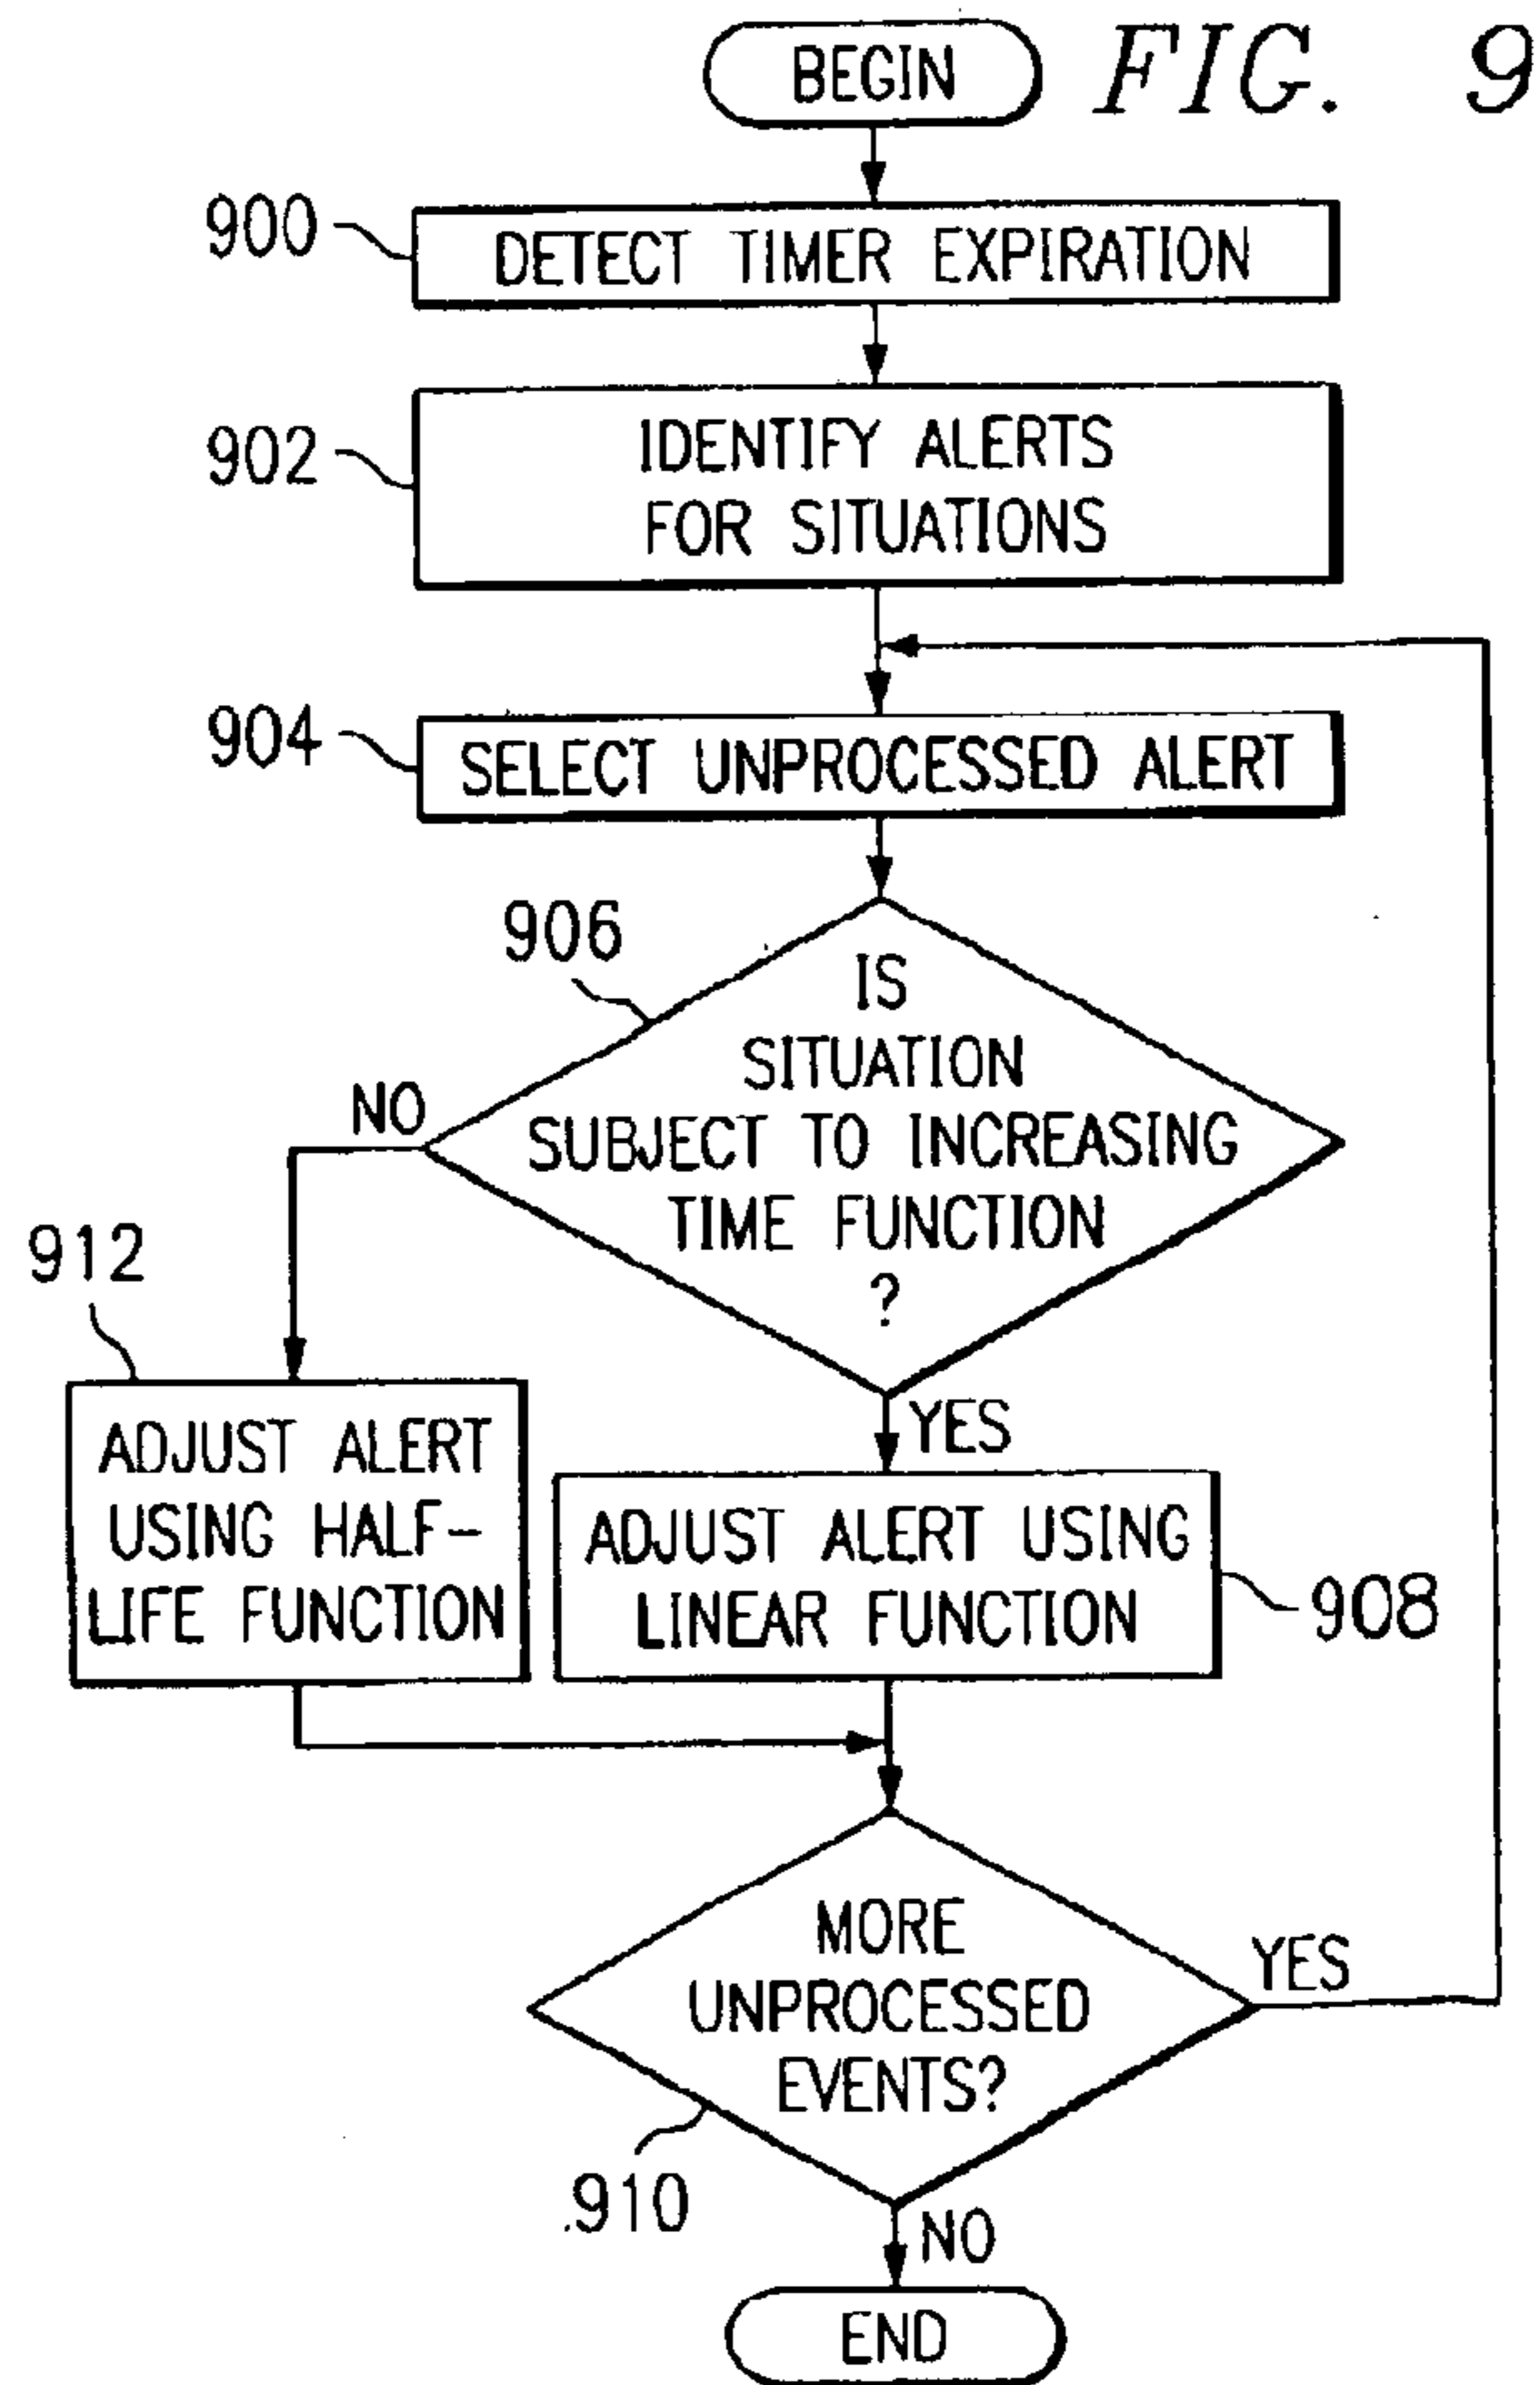 BEGIN
FIG. 9
900
DETECT TIMER EXPIRATION
902
IDENTIFY ALERTS
FOR SITUATIONS
904
SELECT UNPROCESSED ALERT
906
IS
SITUATION
SUBJECT TO INCREASING
TIME FUNCTION
?
NO
YES
912
ADJUST ALERT
USING HALF-
LIFE FUNCTION
ADJUST ALERT USING
LINEAR FUNCTION
908
MORE
UNPROCESSED
EVENTS?
YES
910
NO
END